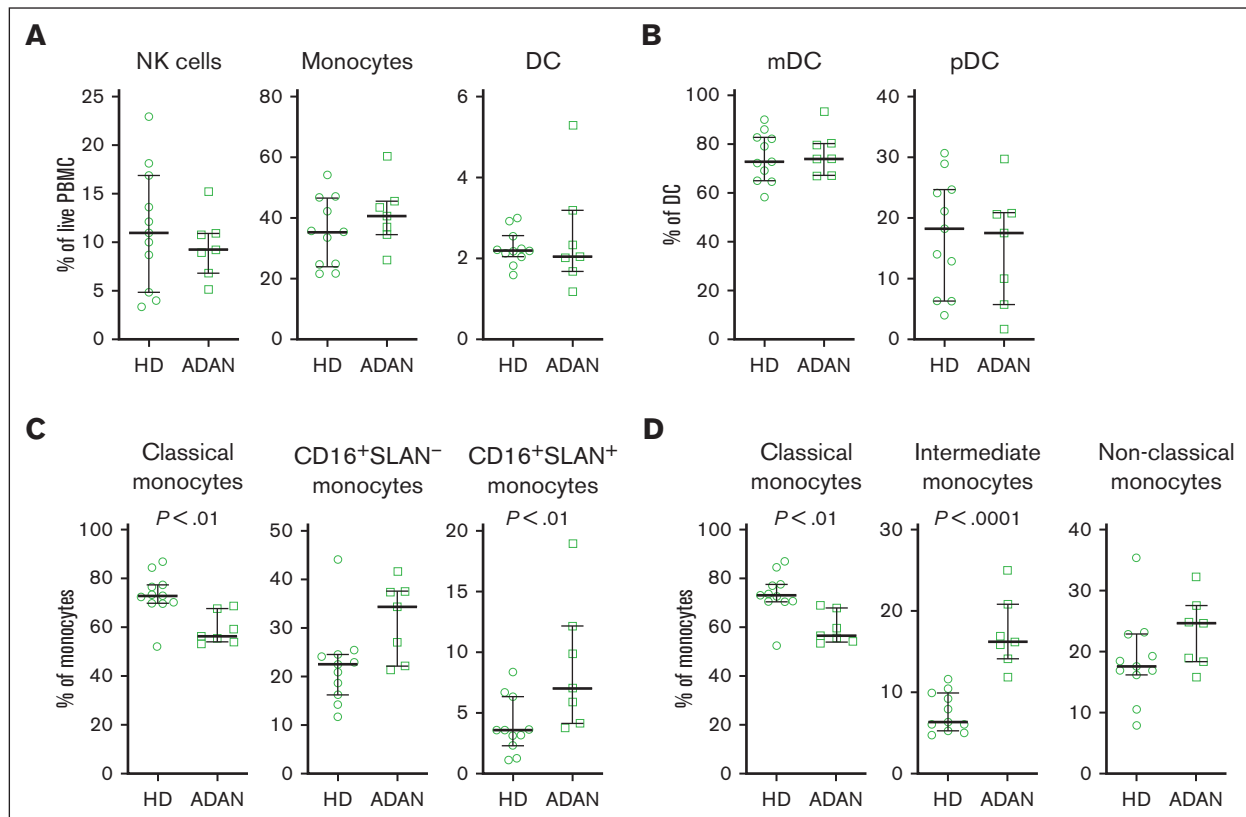 A
NK cells
Monocytes
DC
% of live PBMC
25
20
15
10
5
0
HD ADAN
80
60
40
20
0
HD ADAN
6
4
2
0
HD ADAN
B
mDC
pDC
% of DC
100
80
60
40
20
0
HD ADAN
40
30
20
10
0
HD ADAN
C
Classical
monocytes
P < .01
CD16⁺SLAN⁻
monocytes
CD16⁺SLAN⁺
monocytes
P < .01
% of monocytes
100
80
60
40
20
0
HD ADAN
50
40
30
20
10
0
HD ADAN
20
15
10
5
0
HD ADAN
D
Classical
monocytes
P < .01
Intermediate
monocytes
P < .0001
Non-classical
monocytes
% of monocytes
100
80
60
40
20
0
HD ADAN
30
20
10
0
HD ADAN
40
30
20
10
0
HD ADAN